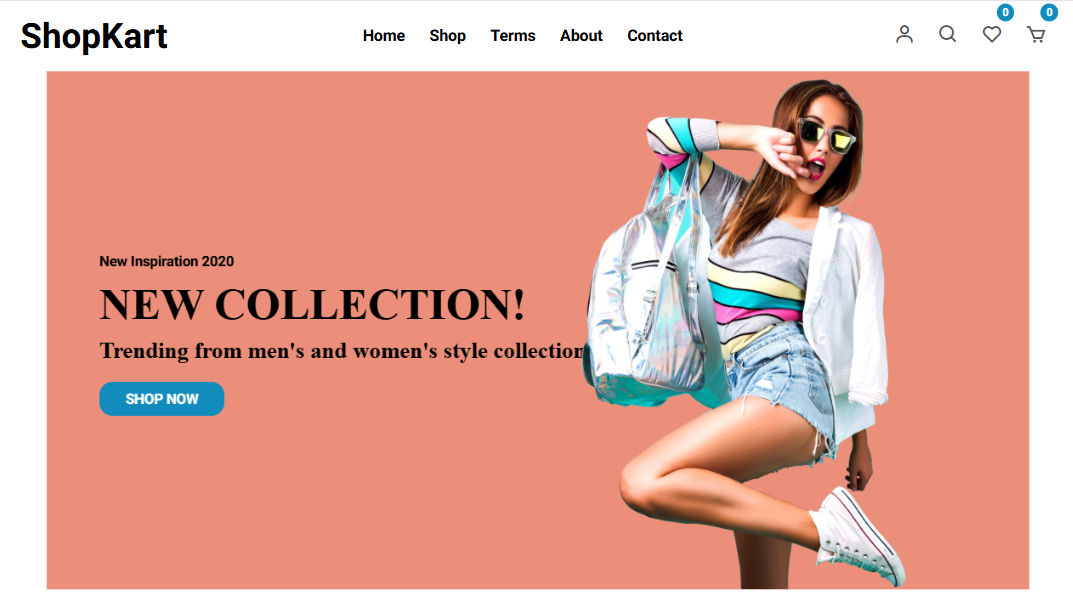 ShopKart
Home Shop Terms About Contact
0 0
New Inspiration 2020
NEW COLLECTION!
Trending from men's and women's style collection
SHOP NOW